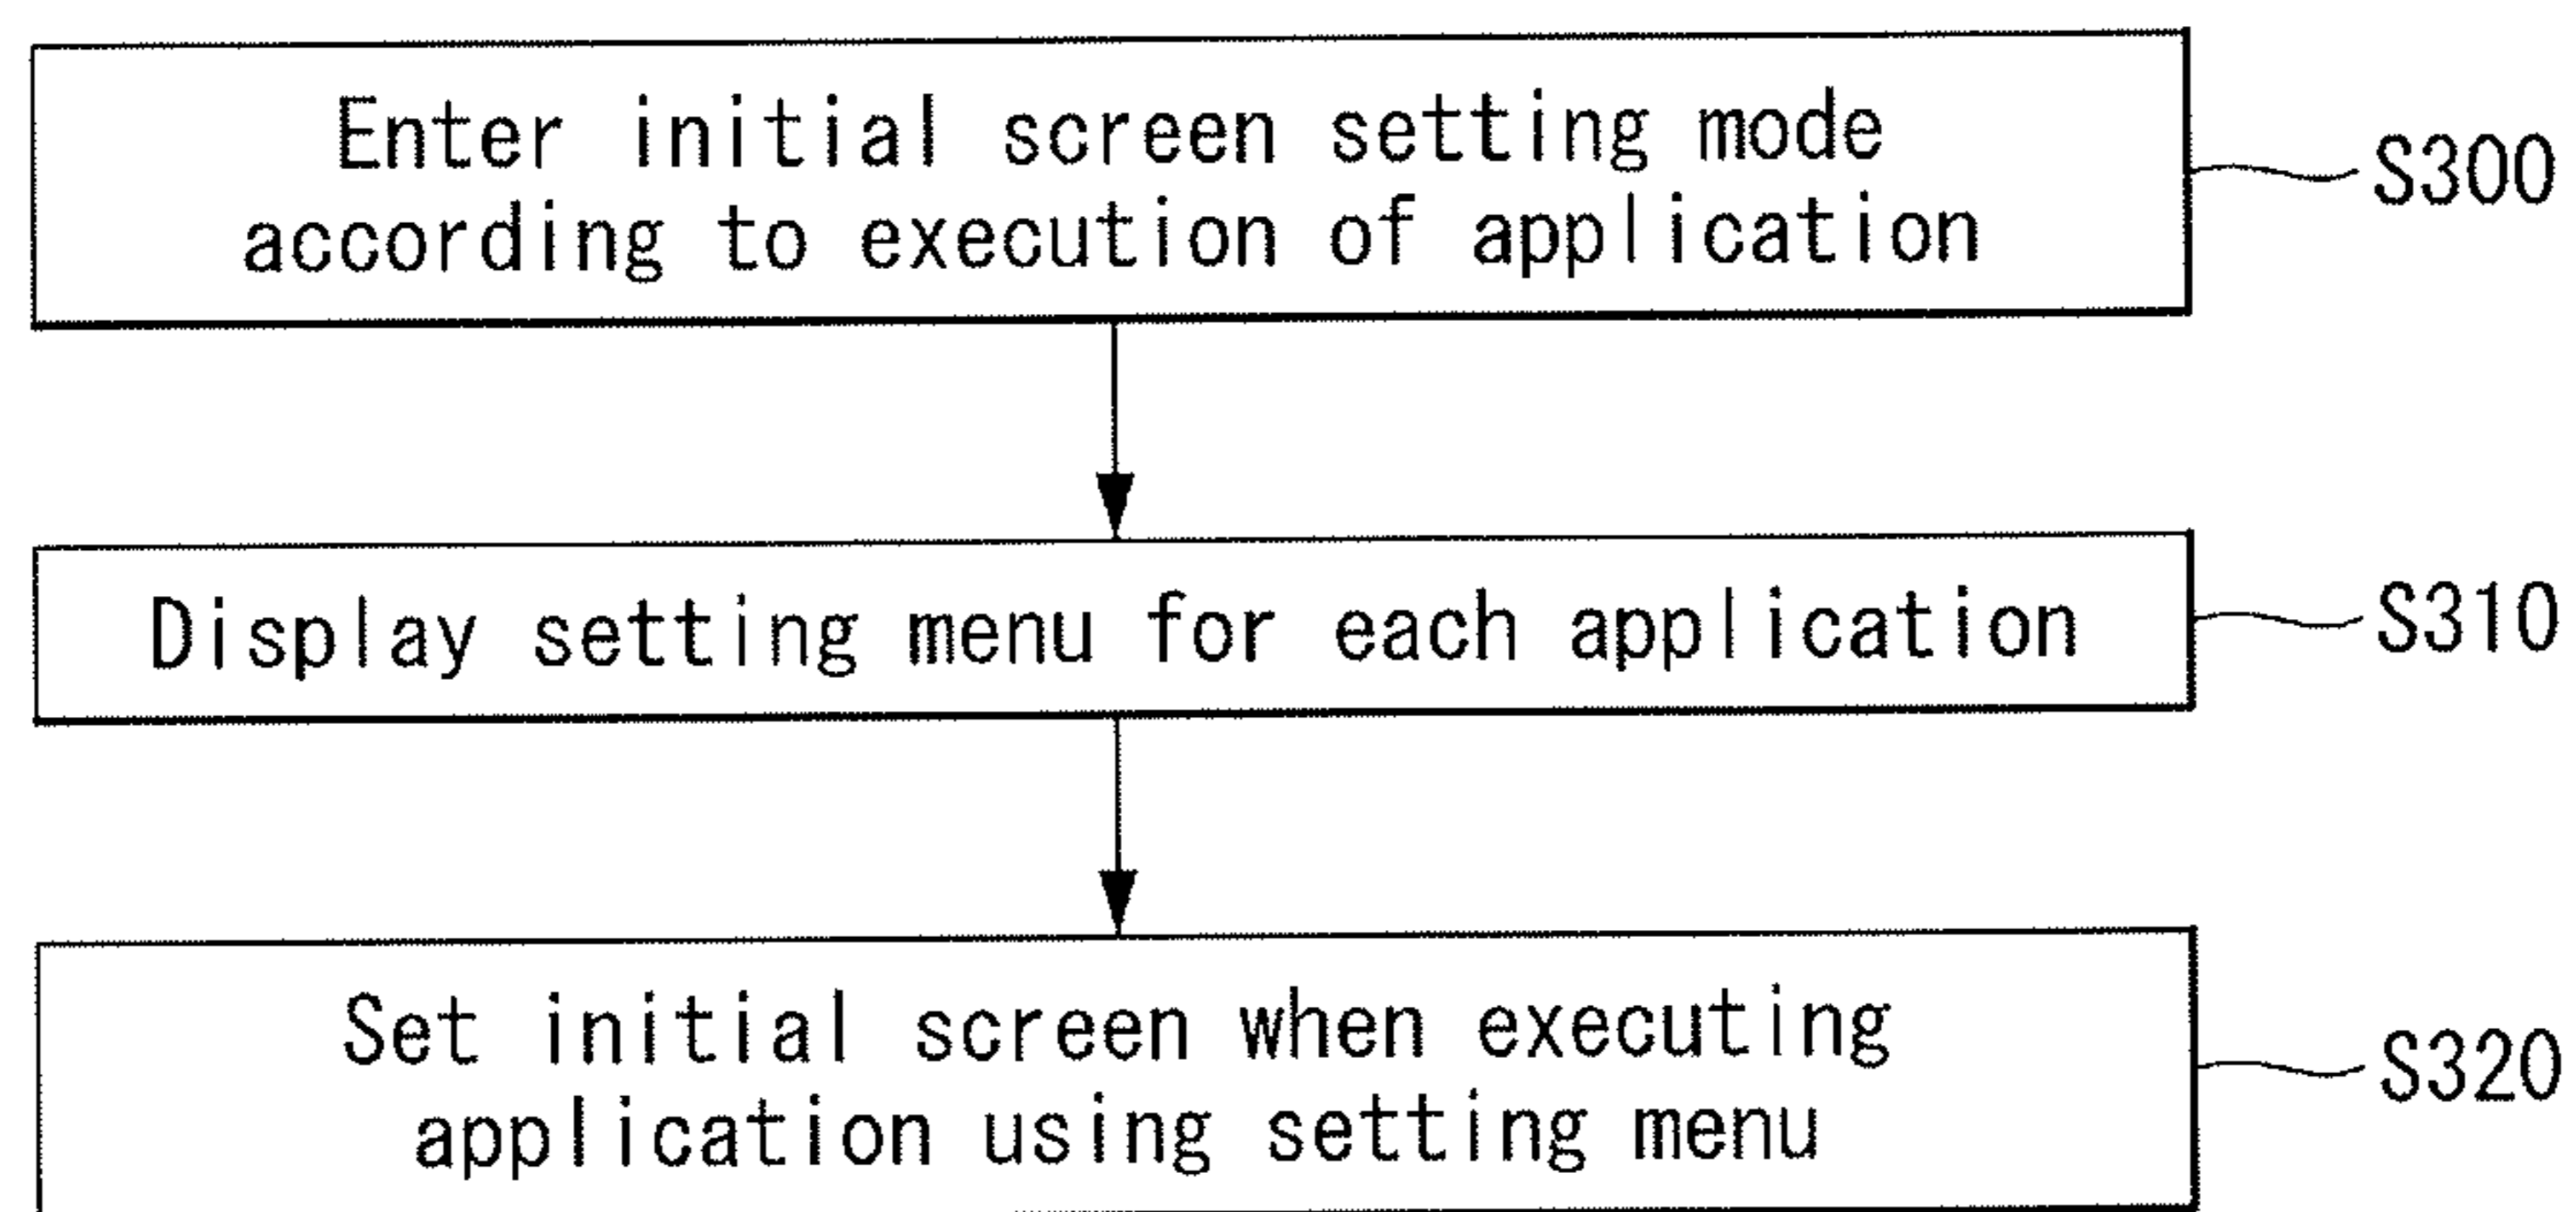 Enter initial screen setting mode
according to execution of application
S300
Display setting menu for each application
S310
Set initial screen when executing
application using setting menu
S320